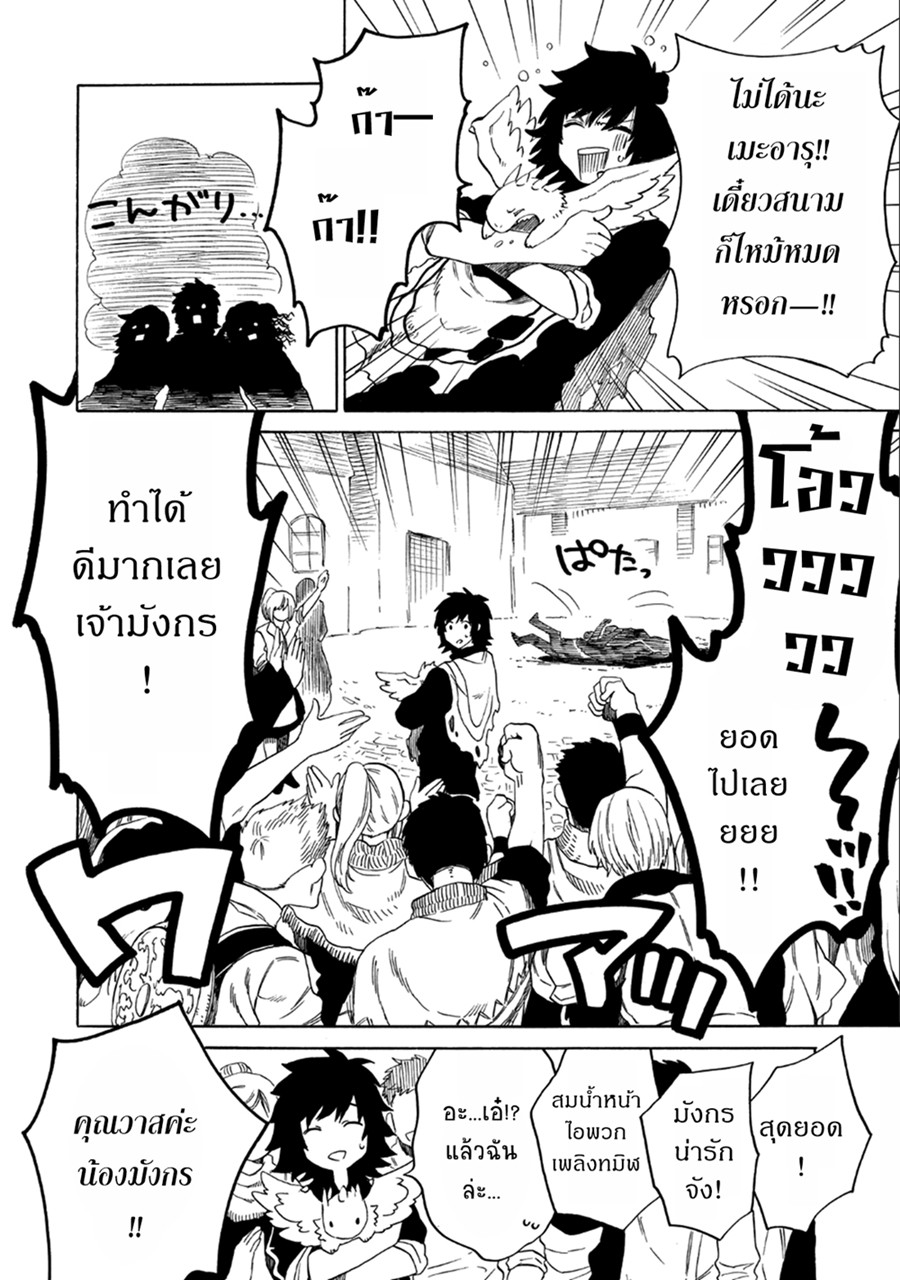 ไม่ได้นะ
เมะอารุ!!
เดี๋ยวสนาม
ก็ไหม้หมด
หรอก—!!
ก๊า—
ก๊า!!
こんがり...
โอ้ว
ววว
วว
ยอด
ไปเลย
ยยย
!!
ぱたっ
ทำได้
ดีมากเลย
เจ้ามังกร
!
ワアッ
สุดยอด
!
มังกร
น่ารัก
จัง!
สมน้ำหน้า
ไอพวก
เพลิงทมิฬ
อะ...เอ๋!?
แล้วฉัน
ล่ะ...
คุณวาสค่ะ
น้องมังกร
!!